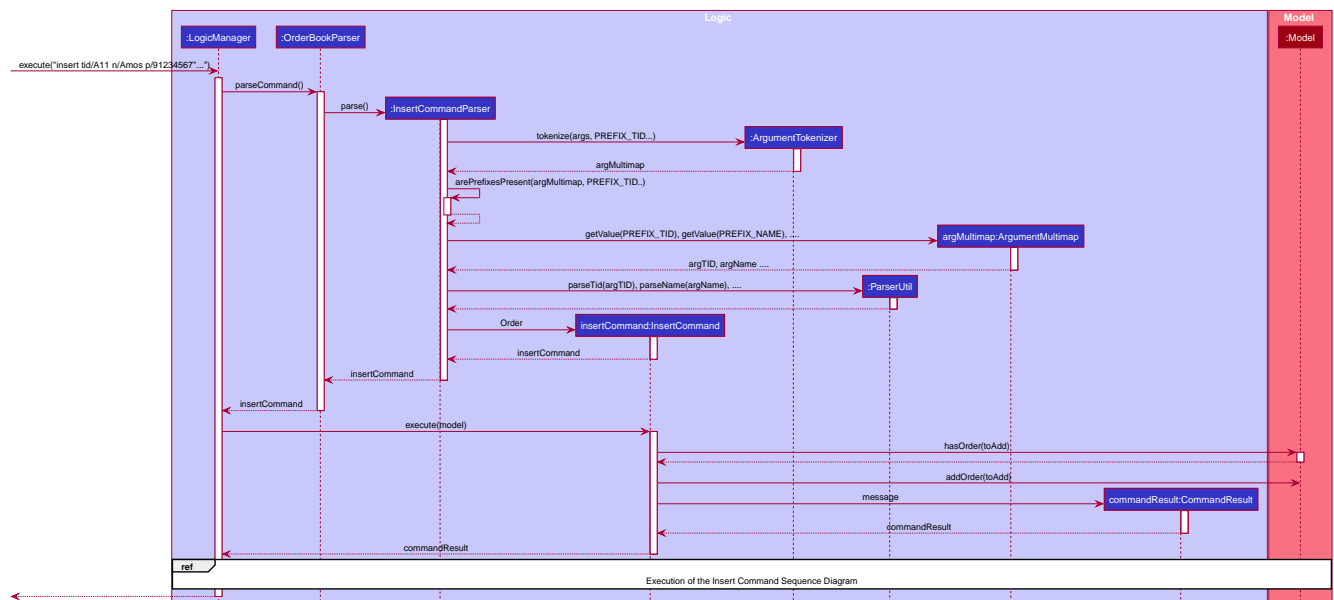 Logic
Model
:LogicManager
:OrderBookParser
:Model
execute("insert tid/A11 n/Amos p/91234567"...")
parseCommand()
parse()
:InsertCommandParser
tokenize(args, PREFIX_TID...)
:ArgumentTokenizer
argMultimap
arePrefixesPresent(argMultimap, PREFIX_TID..)
getValue(PREFIX_TID), getValue(PREFIX_NAME), ....
argMultimap:ArgumentMultimap
argTID, argName ....
parseTid(argTID), parseName(argName), ....
:ParserUtil
Order
insertCommand:InsertCommand
insertCommand
insertCommand
insertCommand
execute(model)
hasOrder(toAdd)
addOrder(toAdd)
message
commandResult:CommandResult
commandResult
commandResult
ref
Execution of the Insert Command Sequence Diagram